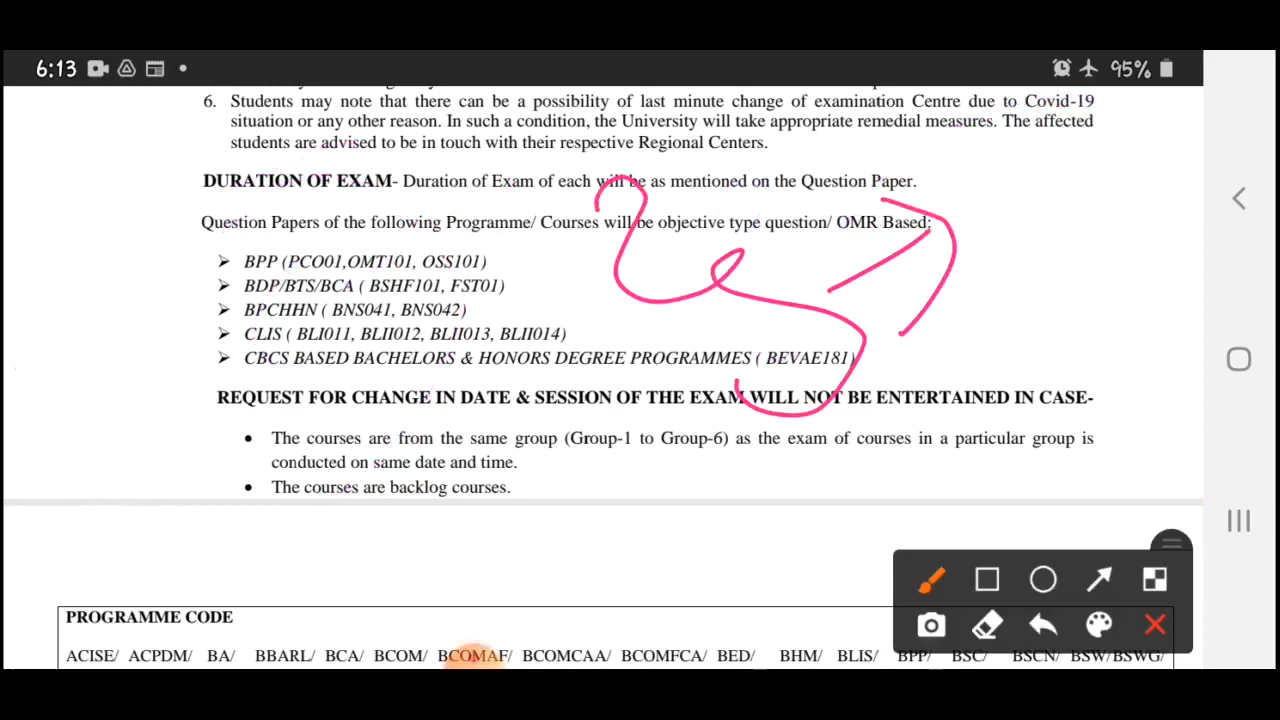 6:13
95%
6. Students may note that there can be a possibility of last minute change of examination Centre due to Covid-19
situation or any other reason. In such a condition, the University will take appropriate remedial measures. The affected
students are advised to be in touch with their respective Regional Centers.
DURATION OF EXAM- Duration of Exam of each will be as mentioned on the Question Paper.
Question Papers of the following Programme/ Courses will be objective type question/ OMR Based:
➢ BPP (PCO01,OMT101, OSS101)
➢ BDP/BTS/BCA ( BSHF101, FST01)
➢ BPCHHN ( BNS041, BNS042)
➢ CLIS ( BLI011, BLII012, BLII013, BLII014)
➢ CBCS BASED BACHELORS & HONORS DEGREE PROGRAMMES ( BEVAE181)
REQUEST FOR CHANGE IN DATE & SESSION OF THE EXAM WILL NOT BE ENTERTAINED IN CASE-
• The courses are from the same group (Group-1 to Group-6) as the exam of courses in a particular group is
conducted on same date and time.
• The courses are backlog courses.
PROGRAMME CODE
ACISE/ ACPDM/ BA/ BBARL/ BCA/ BCOM/ BCOMAF/ BCOMCAA/ BCOMFCA/ BED/ BHM/ BLIS/ BPP/ BSC/ BSCN/ BSW/BSWG/